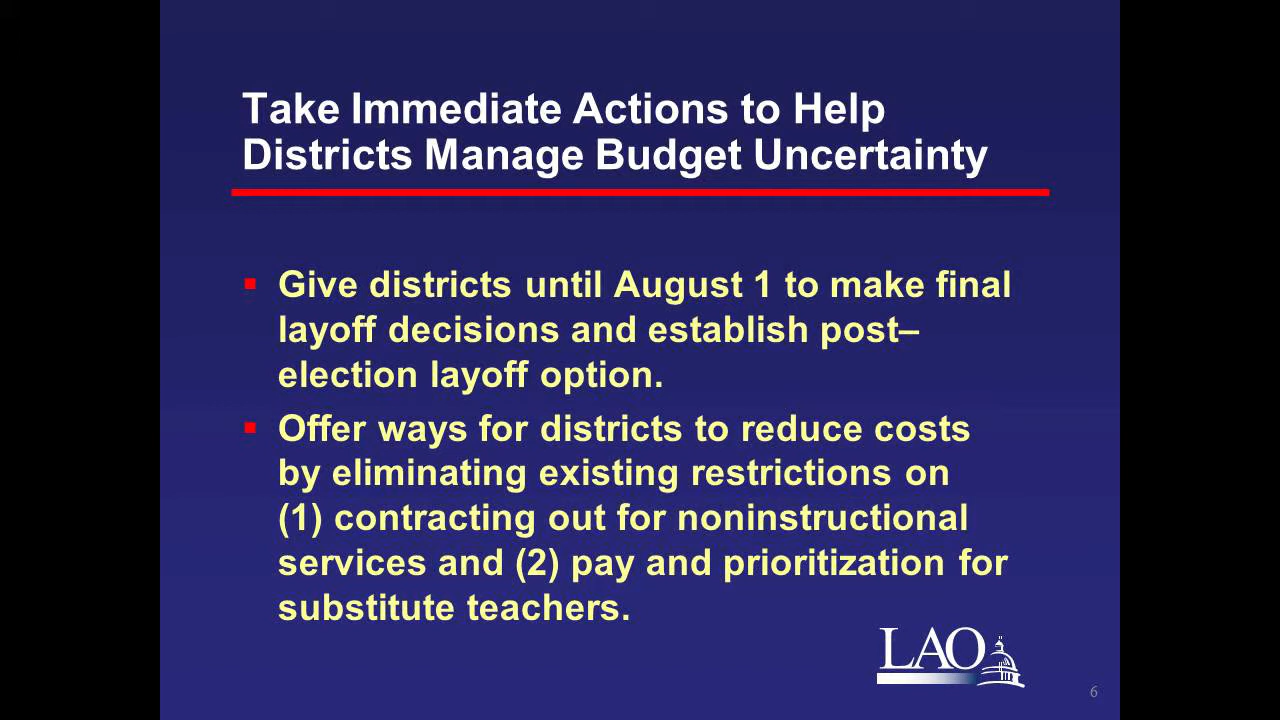 Take Immediate Actions to Help
Districts Manage Budget Uncertainty
Give districts until August 1 to make final
layoff decisions and establish post–
election layoff option.
Offer ways for districts to reduce costs
by eliminating existing restrictions on
(1) contracting out for noninstructional
services and (2) pay and prioritization for
substitute teachers.
LAO
6